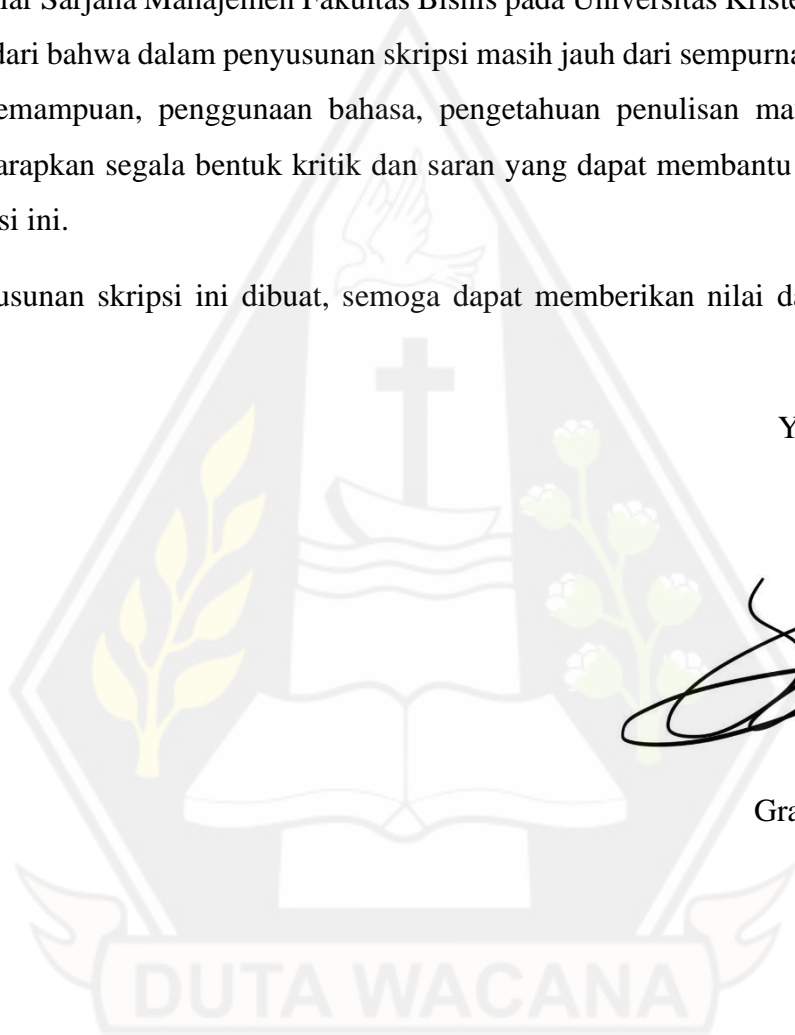 lar Sarjana Manajemen Fakultas Bisnis pada Universitas Kriste
dari bahwa dalam penyusunan skripsi masih jauh dari sempurna
emampuan, penggunaan bahasa, pengetahuan penulisan ma
arapkan segala bentuk kritik dan saran yang dapat membantu
si ini.
usunan skripsi ini dibuat, semoga dapat memberikan nilai da
Y
Gra
DUTA WACANA